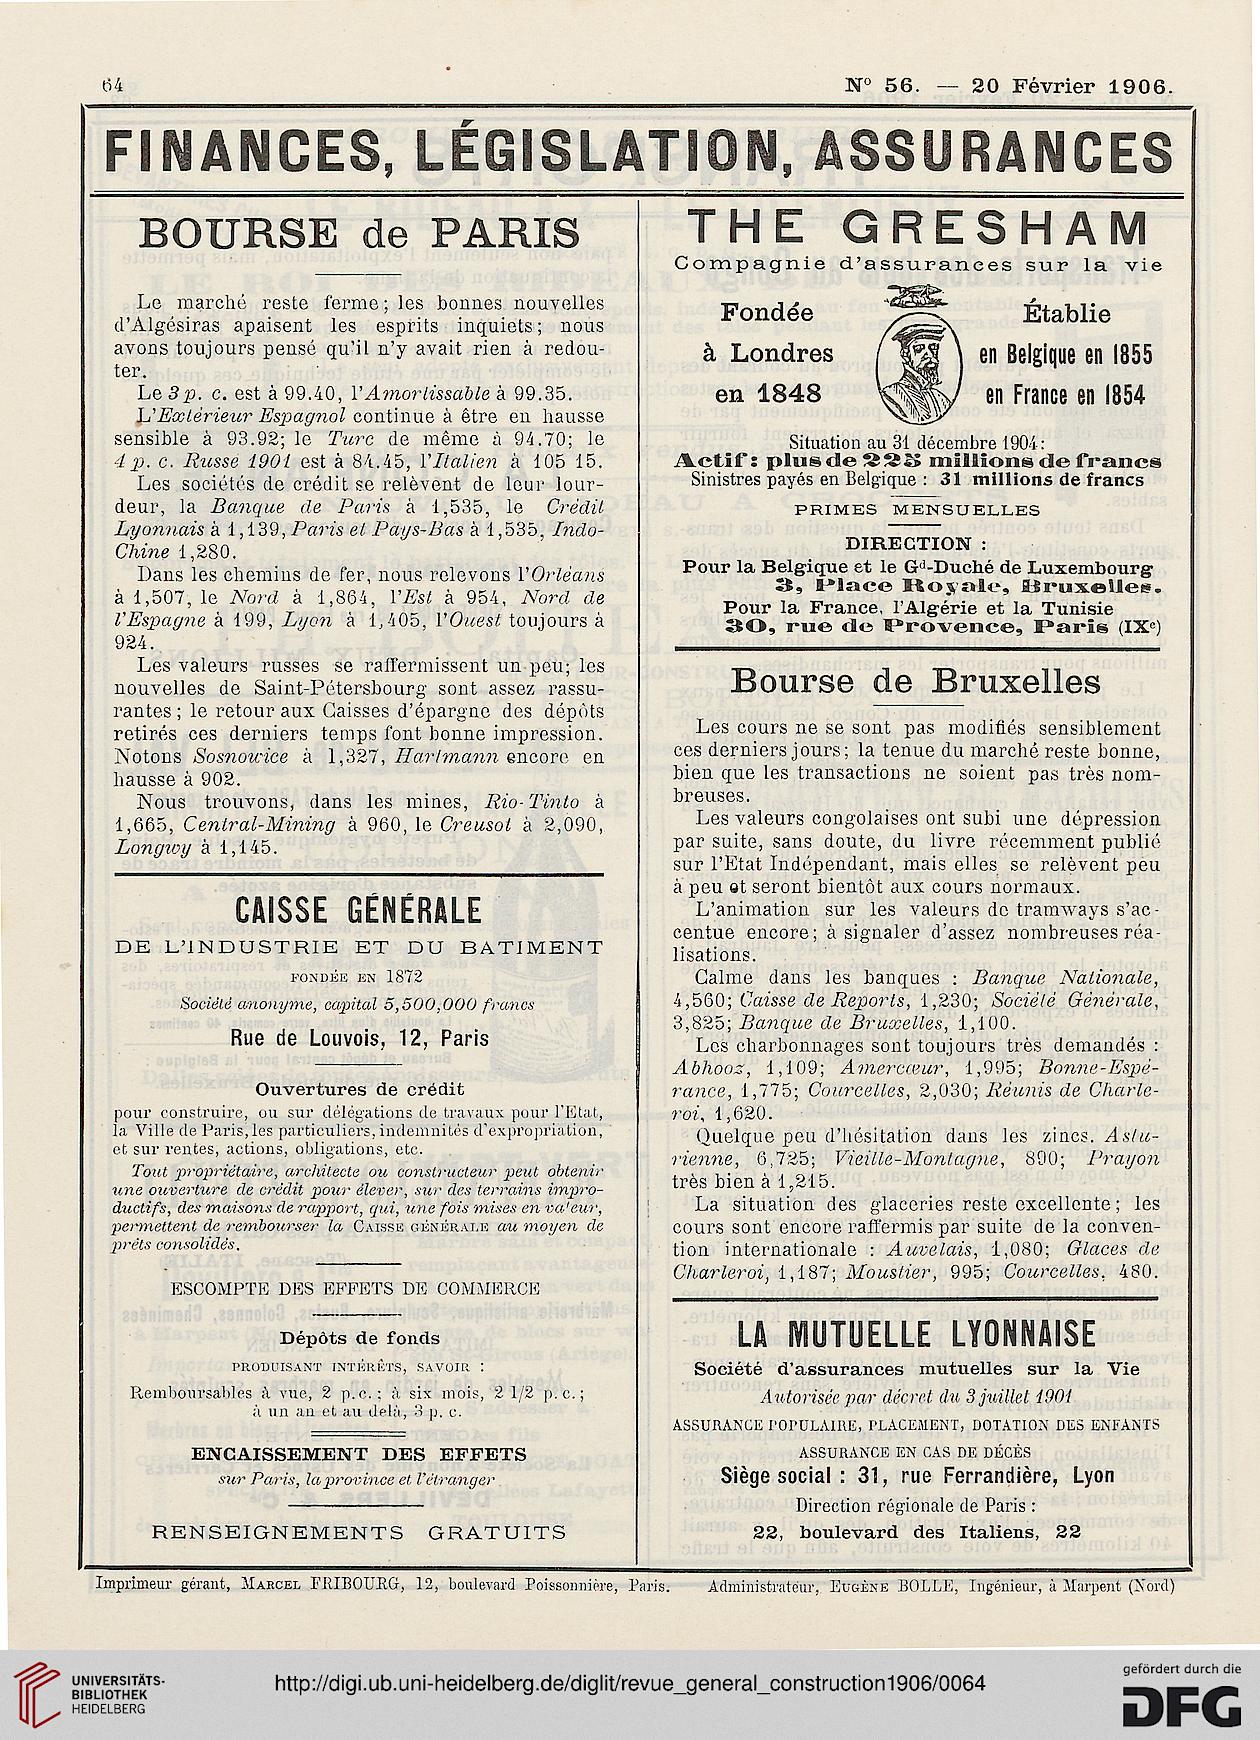 64
N° 56. — 20 Février 1906.
FINANCES, LÉGISLATION, ASSURANCES
BOURSE de PARIS
Le marché reste ferme; les bonnes nouvelles
d'Algésiras apaisent les esprits inquiets; nous
avons toujours pensé qu'il n'y avait rien à redou-
ter.
Le 3 p. c. est à 99.40, l'Amortissable à 99.35.
L'Extérieur Espagnol continue à être en hausse
sensible à 93.92; le Turc de même à 94.70; le
4 p. c. Russe 1901 est à 84.45, l'Italien à 105 15.
Les sociétés de crédit se relèvent de leur lour-
deur, la Banque de Paris à 1,535, le Crédit
Lyonnais à 1,139, Paris et Pays-Bas à 1,535, Indo-
Chine 1,280.
Dans les chemins de fer, nous relevons l'Orléans
à 1,507, le Nord à 1,864, l'Est à 954, Nord de
l'Espagne à 199, Lyon à 1,405, l'Ouest toujours à
924.
Les valeurs russes se raffermissent un peu; les
nouvelles de Saint-Pétersbourg sont assez rassu-
rantes; le retour aux Caisses d'épargne des dépôts
retirés ces derniers temps font bonne impression.
Notons Sosnowice à 1,327, Hartmann encore en
hausse à 902.
Nous trouvons, dans les mines, Rio-Tinto à
1,665, Central-Mining à 960, le Creusot à 2,090,
Longwy à 1,145.
CAISSE GÉNÉRALE
DE L'INDUSTRIE ET DU BATIMENT
FONDÉE EN 1872
Société anonyme, capital 5,500,000 francs
Rue de Louvois, 12, Paris
Ouvertures de crédit
pour construire, ou sur délégations de travaux pour l'Etat,
la Ville de Paris, les particuliers, indemnités d'expropriation,
et sur rentes, actions, obligations, etc.
Tout propriétaire, architecte ou constructeur peut obtenir
une ouverture de crédit pour élever, sur des terrains impro-
ductifs, des maisons de rapport, qui, une fois mises en va'eur,
permettent de rembourser la CAISSE GÉNÉRALE au moyen de
prêts consolidés.
ESCOMPTE DES EFFETS DE COMMERCE
Dépôts de fonds
PRODUISANT INTÉRÊTS, SAVOIR :
Remboursables à vue, 2 p. c.; à six mois, 2 1/2 p. c.;
à un an et au delà, 3 p. c.
ENCAISSEMENT DES EFFETS
sur Paris, la province et l'étranger
RENSEIGNEMENTS GRATUITS
THE GRESHAM
Compagnie d'assurances sur la vie
Fondée
à Londres
en 1848
Établie
en Belgique en 1855
en France en 1854
Situation au 31 décembre 1904:
Actif: plus de 225 millions de francs
Sinistres payés en Belgique : 31 millions de francs
PRIMES MENSUELLES
DIRECTION :
Pour la Belgique et le Gd-Duché de Luxembourg
3, Place Royale, Bruxelles.
Pour la France, l'Algérie et la Tunisie
30, rue de Provence, Paris (IXe)
Bourse de Bruxelles
Les cours ne se sont pas modifiés sensiblement
ces derniers jours; la tenue du marché reste bonne,
bien que les transactions ne soient pas très nom-
breuses.
Les valeurs congolaises ont subi une dépression
par suite, sans doute, du livre récemment publié
sur l'Etat Indépendant, mais elles se relèvent peu
à peu et seront bientôt aux cours normaux.
L'animation sur les valeurs de tramways s'ac-
centue encore; à signaler d'assez nombreuses réa-
lisations.
Calme dans les banques : Banque Nationale,
4,560; Caisse de Reports, 1,230; Société Générale,
3,825; Banque de Bruxelles, 1,100.
Les charbonnages sont toujours très demandés :
Abhooz, 1,109; Amercœur, 1,995; Bonne-Espé-
rance, 1,775; Courcelles, 2,030; Réunis de Charle-
roi, 1,620.
Quelque peu d'hésitation dans les zincs. Astu-
rienne, 6,725; Vieille-Montagne, 890; Prayon
très bien à 1,215.
La situation des glaceries reste excellente; les
cours sont encore raffermis par suite de la conven-
tion internationale : Auvelais, 1,080; Glaces de
Charleroi, 1,187; Moustier, 995; Courcelles, 480.
LA MUTUELLE LYONNAISE
Société d'assurances mutuelles sur la Vie
Autorisée par décret du 3 juillet 1901
ASSURANCE POPULAIRE, PLACEMENT, DOTATION DES ENFANTS
ASSURANCE EN CAS DE DÉCÈS
Siège social : 31, rue Ferrandière, Lyon
Direction régionale de Paris :
22, boulevard des Italiens, 22
Imprimeur gérant, MARCEL FRIBOURG, 12, boulevard Poissonnière, Paris.
Administrateur, EUGÈNE BOLLE, Ingénieur, à Marpent (Nord)
UNIVERSITÄTS-
BIBLIOTHEK
HEIDELBERG
http://digi.ub.uni-heidelberg.de/diglit/revue_general_construction1906/0064
gefördert durch die
DFG